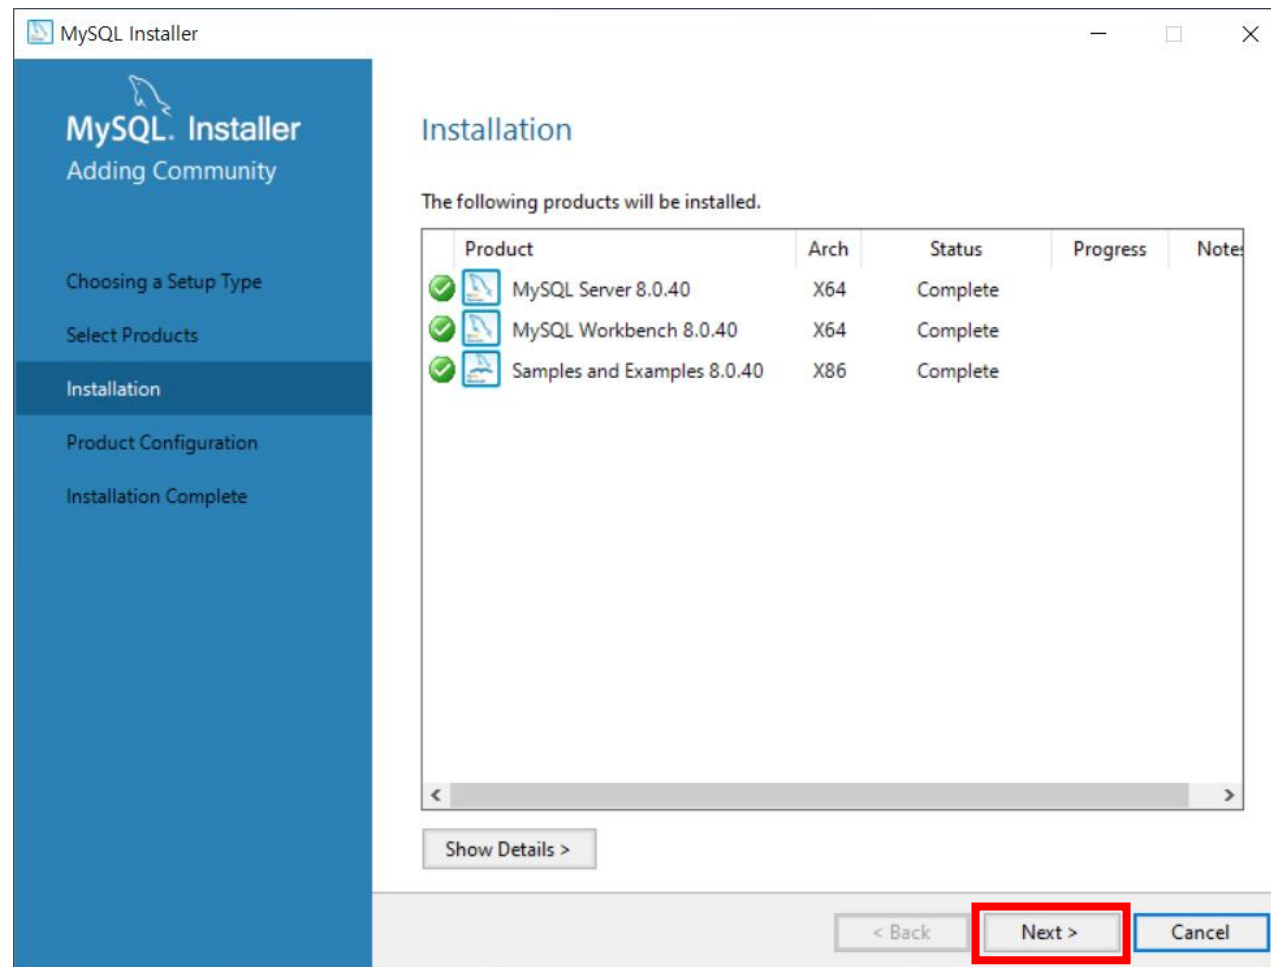 MySQL Installer
MySQL. Installer
Adding Community
Choosing a Setup Type
Select Products
Installation
Product Configuration
Installation Complete
Installation
The following products will be installed.
Product Arch Status Progress Notes
MySQL Server 8.0.40 X64 Complete
MySQL Workbench 8.0.40 X64 Complete
Samples and Examples 8.0.40 X86 Complete
Show Details >
< Back Next > Cancel